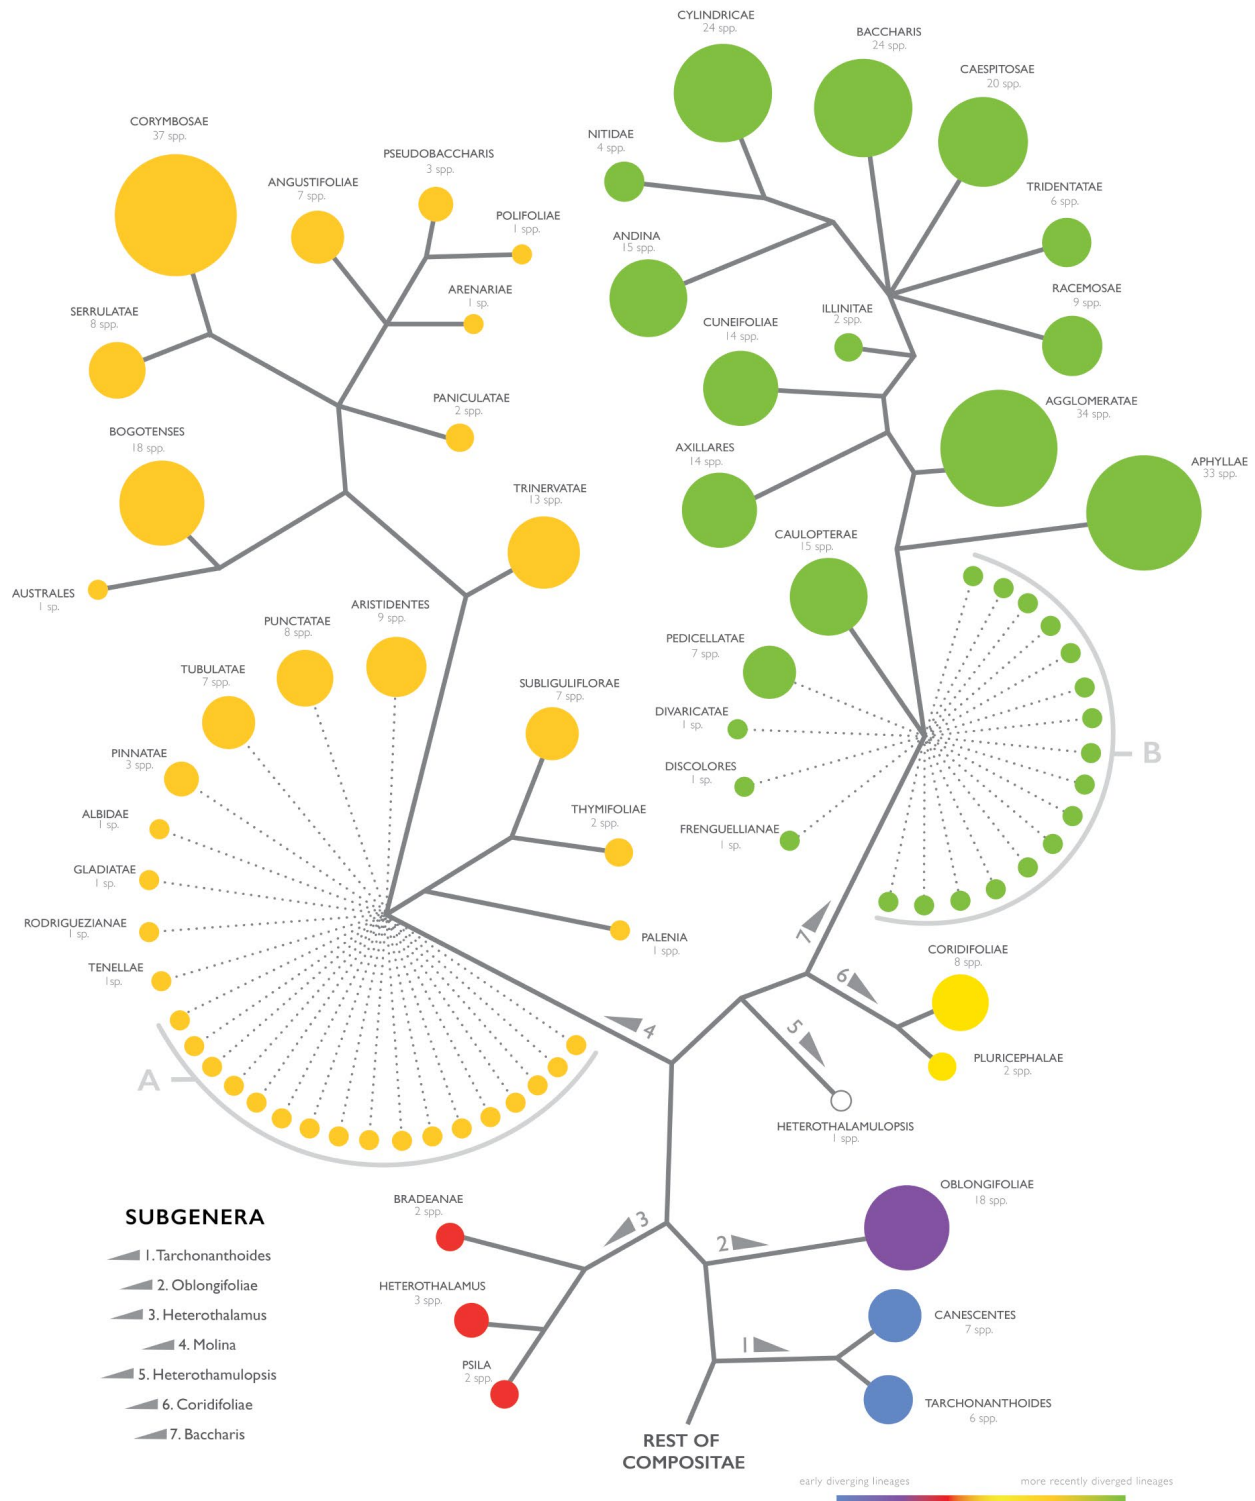 CYLINDRICAE
24 spp.
BACCHARIS
24 spp.
CAESPITOSAE
20 spp.
CORYMBOSAE
37 spp.
NITIDAE
4 spp.
PSEUDOBACCHARIS
3 spp.
ANGUSTIFOLIAE
7 spp.
TRIDENTATAE
6 spp.
POLIFOLIAE
1 spp.
ANDINA
15 spp.
ARENARIAE
1 sp.
RACEMOSAE
9 spp.
SERRULATAE
8 spp.
ILLINITAE
2 spp.
CUNEIFOLIAE
14 spp.
PANICULATAE
2 spp.
AGGLOMERATAE
34 spp.
BOGOTENSES
18 spp.
AXILLARES
14 spp.
APHYLLAE
33 spp.
TRINERVATAE
13 spp.
CAULOPTERAE
15 spp.
AUSTRALES
1 sp.
ARISTIDENTES
9 spp.
PUNCTATAE
8 spp.
PEDICELLATAE
7 spp.
TUBULATAE
7 spp.
SUBLIGULIFLORAE
7 spp.
DIVARICATAE
1 sp.
PINNATAE
3 spp.
B
DISCOLORES
1 sp.
ALBIDAE
1 sp.
THYMIFOLIAE
2 spp.
FRENGUELLIANAE
1 sp.
GLADIATAE
1 sp.
RODRIGUEZIANAE
1 sp.
PALENIA
1 spp.
7
CORIDIFOLIAE
8 spp.
TENELLAE
1sp.
6
5
4
PLURICEPHALAE
2 spp.
A
HETEROTHALAMULOPSIS
1 spp.
OBLONGIFOLIAE
18 spp.
BRADEANAE
2 spp.
3
2
SUBGENERA
1. Tarchonanthoides
2. Oblongifoliae
3. Heterothalamus
4. Molina
5. Heterothamulopsis
6. Coridifoliae
7. Baccharis
HETEROTHALAMUS
3 spp.
CANESCENTES
7 spp.
1
PSILA
2 spp.
TARCHONANTHOIDES
6 spp.
REST OF
COMPOSITAE
early diverging lineages
more recently diverged lineages